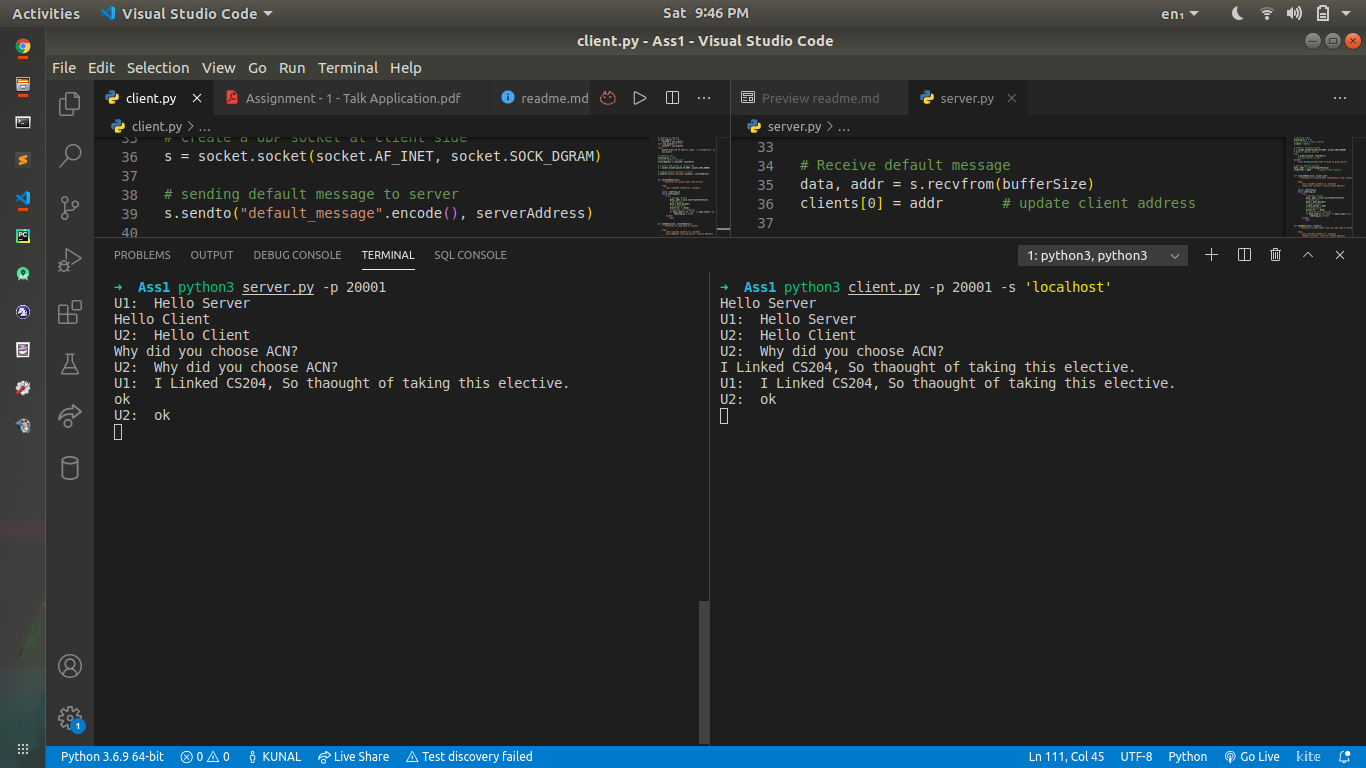 Activities Visual Studio Code Sat 9:46 PM en₁
client.py - Ass1 - Visual Studio Code
File Edit Selection View Go Run Terminal Help
client.py Assignment - 1 - Talk Application.pdf readme.md Preview readme.md server.py
client.py > ... server.py > ...
35 # Create a UDP socket at client side
36 s = socket.socket(socket.AF_INET, socket.SOCK_DGRAM)
37
38 # sending default message to server
39 s.sendto("default_message".encode(), serverAddress)
40
33
34 # Receive default message
35 data, addr = s.recvfrom(bufferSize)
36 clients[0] = addr # update client address
37
PROBLEMS OUTPUT DEBUG CONSOLE TERMINAL SQL CONSOLE 1: python3, python3
➜ Ass1 python3 server.py -p 20001
U1: Hello Server
Hello Client
U2: Hello Client
Why did you choose ACN?
U2: Why did you choose ACN?
U1: I Linked CS204, So thaought of taking this elective.
ok
U2: ok
➜ Ass1 python3 client.py -p 20001 -s 'localhost'
Hello Server
U1: Hello Server
U2: Hello Client
U2: Why did you choose ACN?
I Linked CS204, So thaought of taking this elective.
U1: I Linked CS204, So thaought of taking this elective.
U2: ok
1
Python 3.6.9 64-bit 0 0 KUNAL Live Share Test discovery failed Ln 111, Col 45 UTF-8 Python Go Live kite